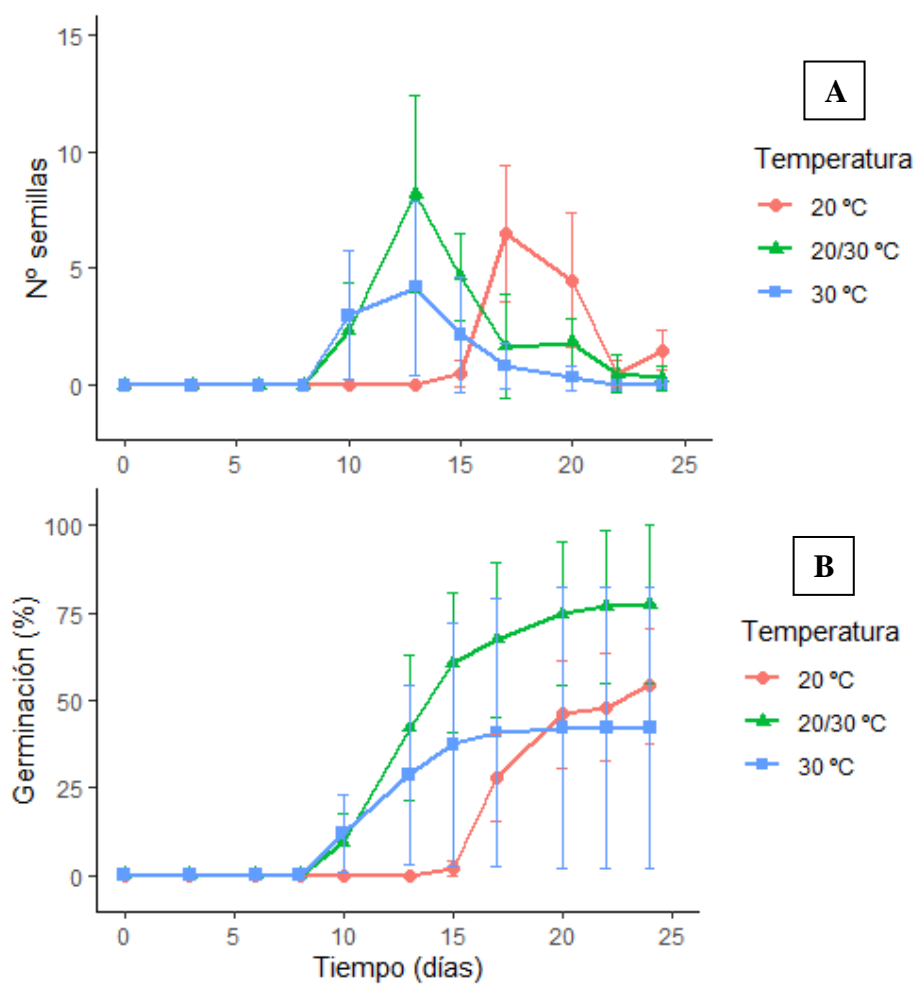 15
10
5
0
Nº semillas
0 5 10 15 20 25
A
Temperatura
20 ºC
20/30 ºC
30 ºC
100
75
50
25
0
Germinación (%)
0 5 10 15 20 25
Tiempo (días)
B
Temperatura
20 ºC
20/30 ºC
30 ºC